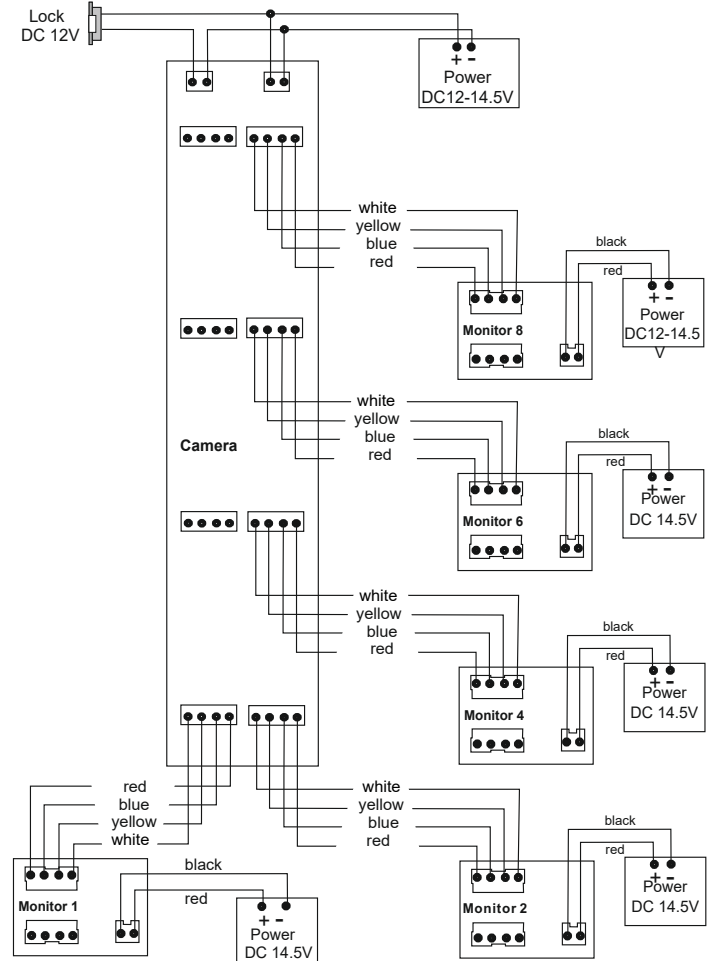 Lock
DC 12V
+ -
Power
DC12-14.5V
white
yellow
blue
red
black
red
+ -
Power
DC12-14.5
V
Monitor 8
white
yellow
blue
red
black
red
+ -
Power
DC 14.5V
Monitor 6
Camera
white
yellow
blue
red
black
red
+ -
Power
DC 14.5V
Monitor 4
white
yellow
blue
red
black
red
+ -
Power
DC 14.5V
Monitor 2
red
blue
yellow
white
black
red
+ -
Power
DC 14.5V
Monitor 1